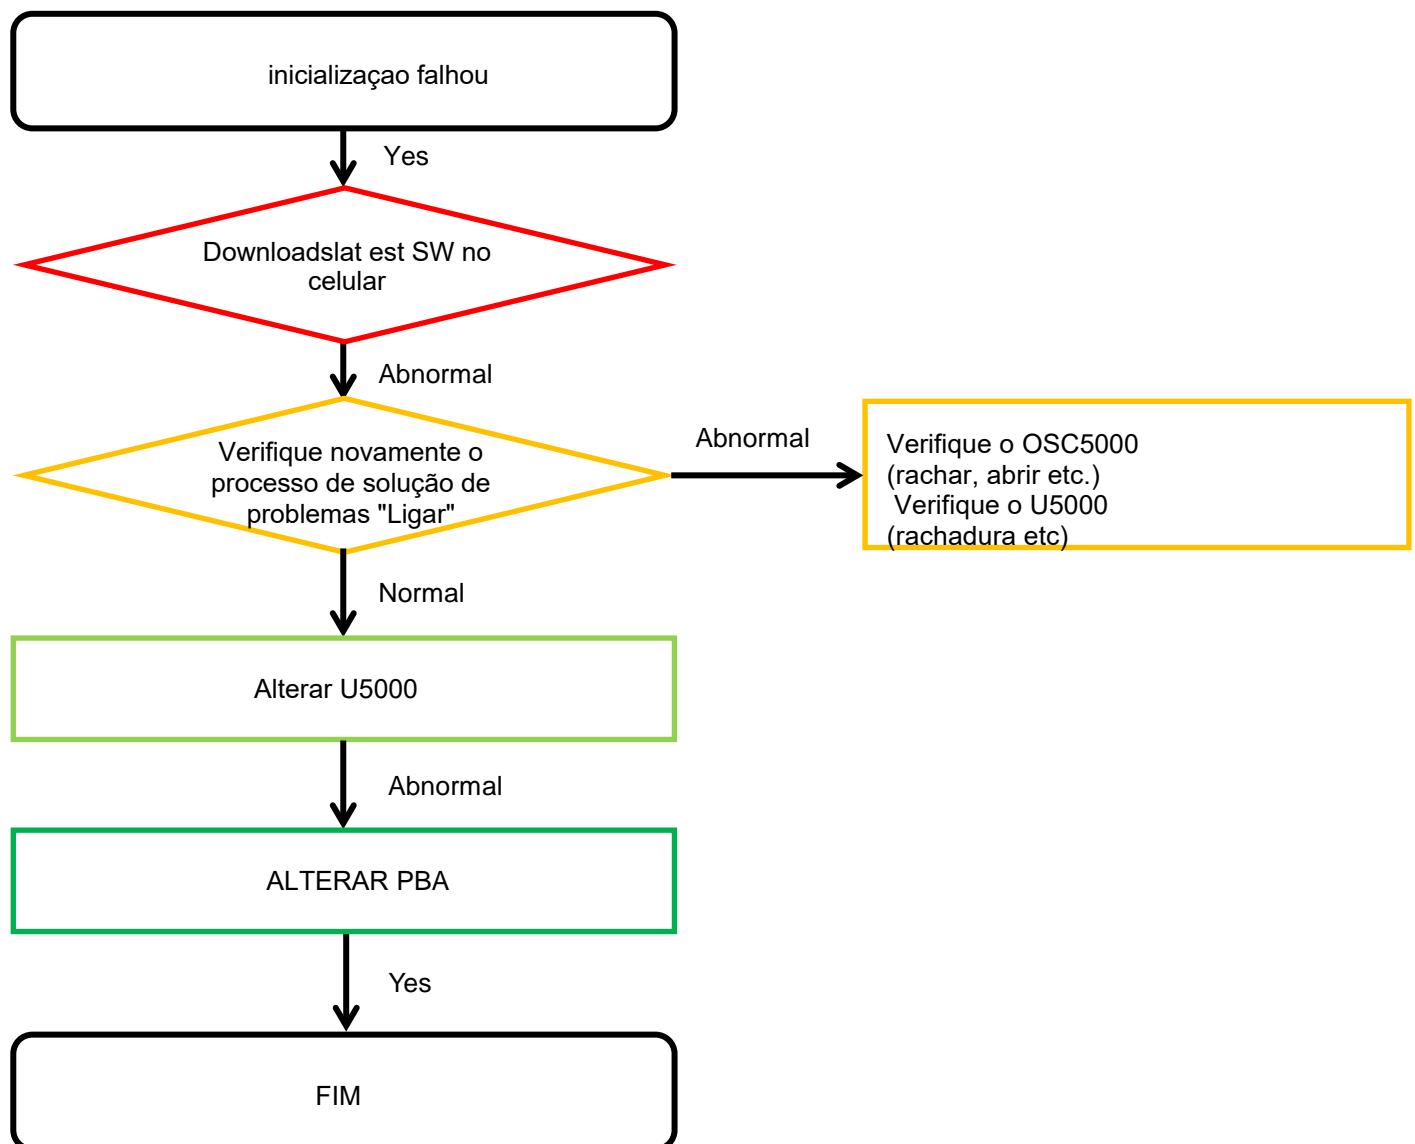 inicializaçao falhou
Yes
Downloadslat est SW no
celular
Abnormal
Verifique novamente o
processo de solução de
problemas "Ligar"
Abnormal
Verifique o OSC5000
(rachar, abrir etc.)
Verifique o U5000
(rachadura etc)
Normal
Alterar U5000
Abnormal
ALTERAR PBA
Yes
FIM